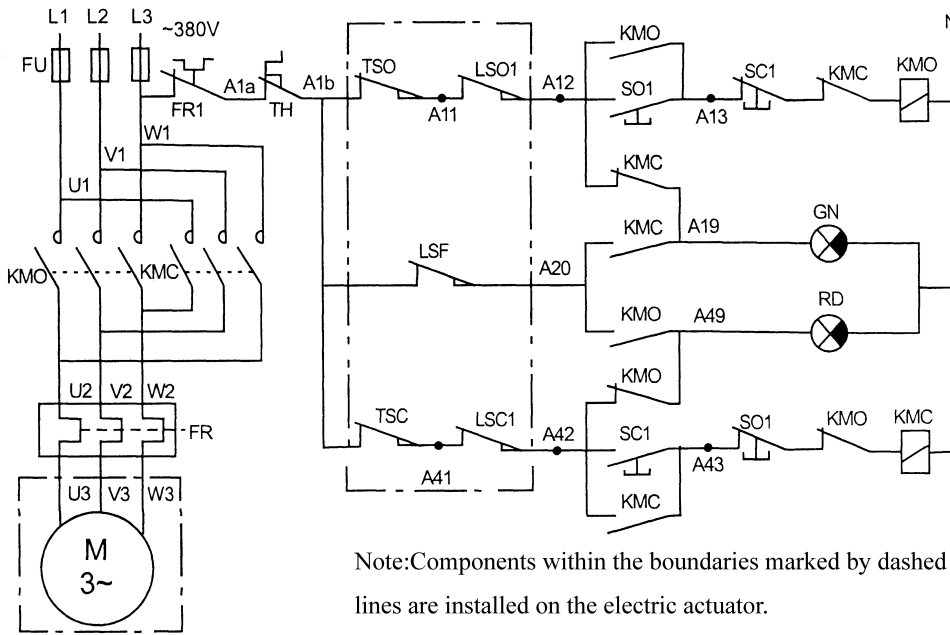 L1 L2 L3 ~380V
FU
FR1 A1a TH A1b
TSO A11 LSO1 A12
KMO
SO1 A13 SC1 KMC KMO
N
W1
V1
U1
KMC A19 GN
KMO KMC
LSF A20 KMC
KMO A49 RD
KMO
U2 V2 W2
FR
TSC A41 LSC1 A42
SC1 A43 SO1 KMO KMC
KMC
U3 V3 W3
M
3~
Note:Components within the boundaries marked by dashed
lines are installed on the electric actuator.